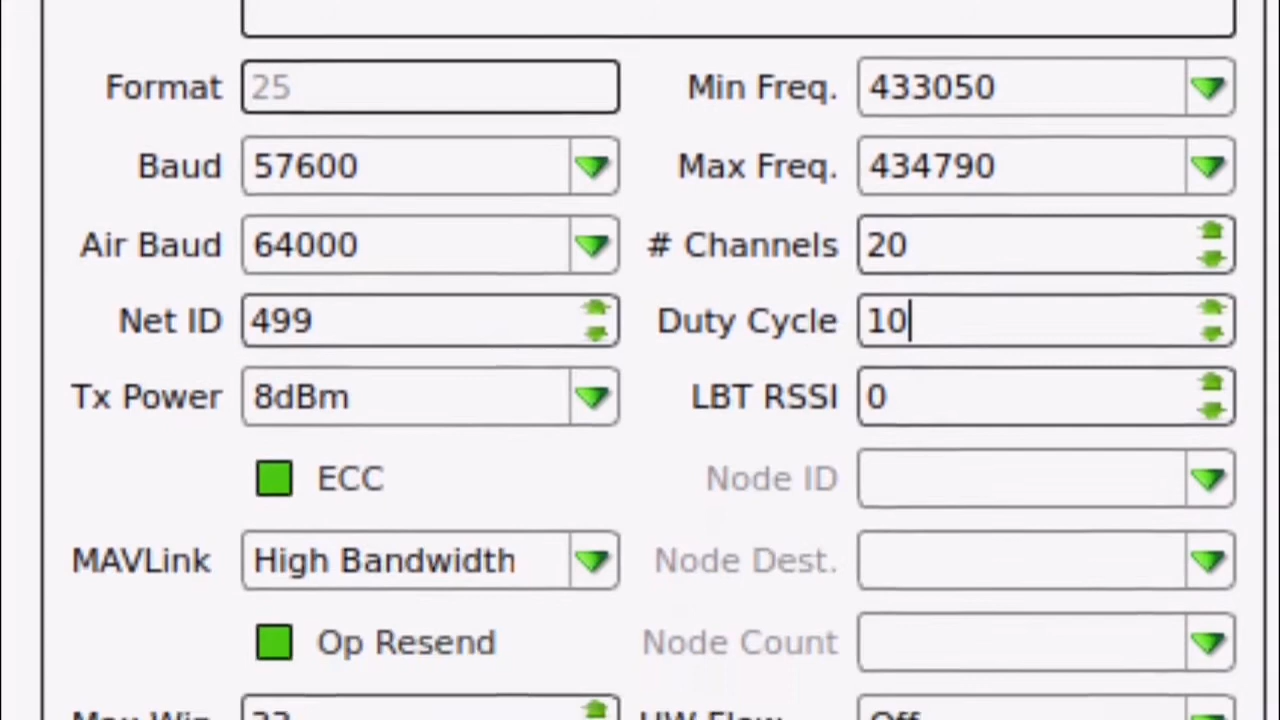 Format 25 Min Freq. 433050
Baud 57600 Max Freq. 434790
Air Baud 64000 # Channels 20
Net ID 499 Duty Cycle 10
Tx Power 8dBm LBT RSSI 0
ECC Node ID
MAVLink High Bandwidth Node Dest.
Op Resend Node Count
Off